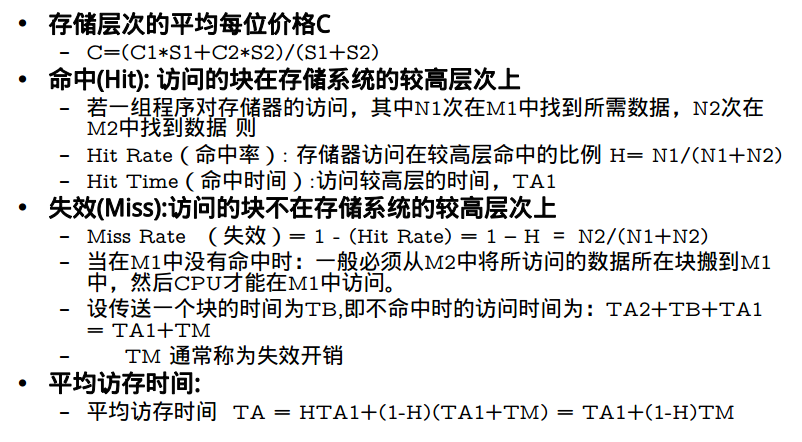 • 存储层次的平均每位价格C
– C＝(C1*S1+C2*S2)/(S1+S2)
• 命中(Hit): 访问的块在存储系统的较高层次上
– 若一组程序对存储器的访问，其中N1次在M1中找到所需数据，N2次在
M2中找到数据 则
– Hit Rate（命中率）: 存储器访问在较高层命中的比例 H＝ N1/(N1＋N2)
– Hit Time（命中时间）:访问较高层的时间，TA1
• 失效(Miss):访问的块不在存储系统的较高层次上
– Miss Rate （失效）＝ 1 - (Hit Rate) ＝ 1 – H = N2/(N1+N2)
– 当在M1中没有命中时：一般必须从M2中将所访问的数据所在块搬到M1
中，然后CPU才能在M1中访问。
– 设传送一个块的时间为TB,即不命中时的访问时间为：TA2＋TB＋TA1
＝ TA1＋TM
– TM 通常称为失效开销
• 平均访存时间:
– 平均访存时间 TA ＝ HTA1＋(1-H)(TA1＋TM) ＝ TA1＋(1-H)TM